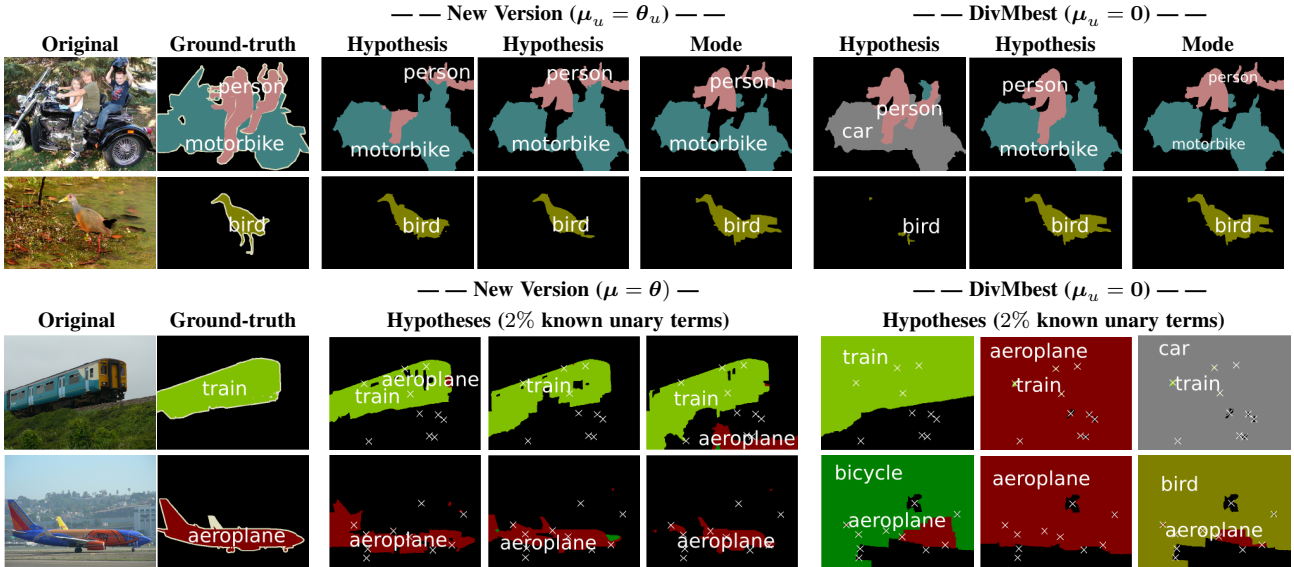 — — New Version (μ_u = θ_u) — —
— — DivMbest (μ_u = 0) — —
Original Ground-truth Hypothesis Hypothesis Mode Hypothesis Hypothesis Mode
person motorbike
person motorbike
person motorbike
person motorbike
person car
person motorbike
person motorbike
bird bird bird bird bird bird bird
— — New Version (μ = θ) —
— — DivMbest (μ_u = 0) — —
Original Ground-truth Hypotheses (2% known unary terms) Hypotheses (2% known unary terms)
train
aeroplane train
train
train aeroplane
train
aeroplane train
car train
aeroplane
aeroplane
aeroplane
aeroplane
bicycle aeroplane
aeroplane
bird aeroplane